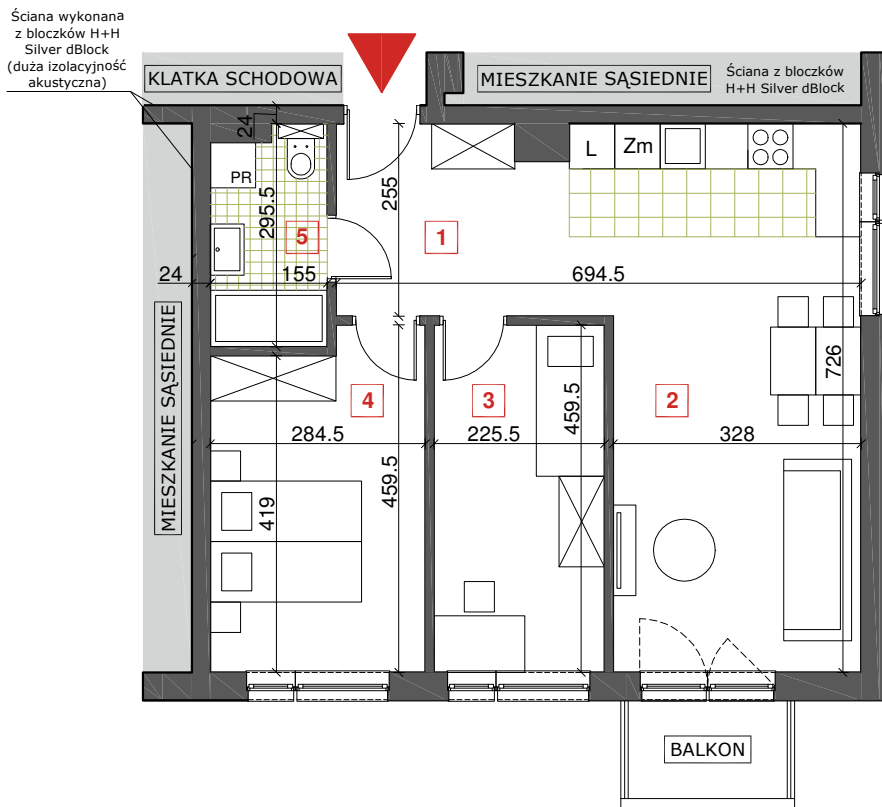 Ściana wykonana
z bloczków H+H
Silver dBlock
(duża izolacyjność
akustyczna)
KLATKA SCHODOWA
MIESZKANIE SĄSIEDNIE
Ściana z bloczków
H+H Silver dBlock
24
L
Zm
PR
295.5
255
5
1
24
155
694.5
MIESZKANIE SĄSIEDNIE
726
4
3
2
459.5
284.5
225.5
328
459.5
419
BALKON